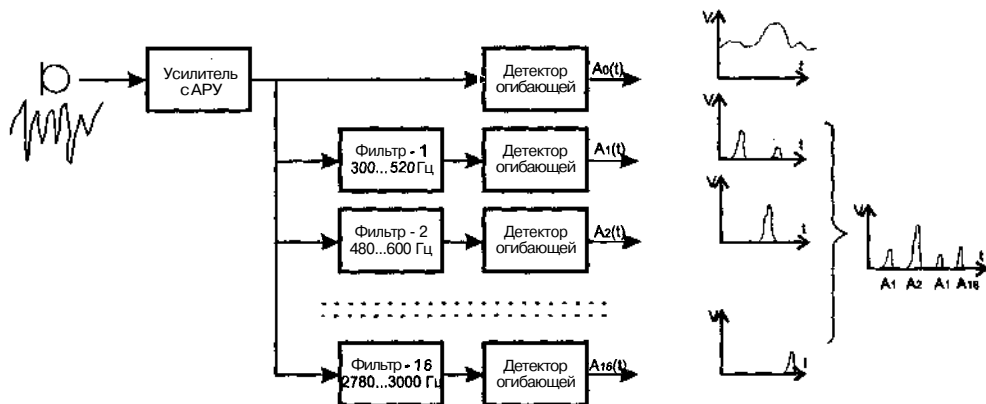 Усилитель
с АРУ
Детектор
огибающей
A0(t)
V
t
Фильтр - 1
300... 520 Гц
Детектор
огибающей
A1(t)
V
t
Фильтр - 2
480...600 Гц
Детектор
огибающей
A2(t)
V
t
V
t
A1 A2 A1 A16
Фильтр - 16
2780...3000 Гц
Детектор
огибающей
A16(t)
V
t